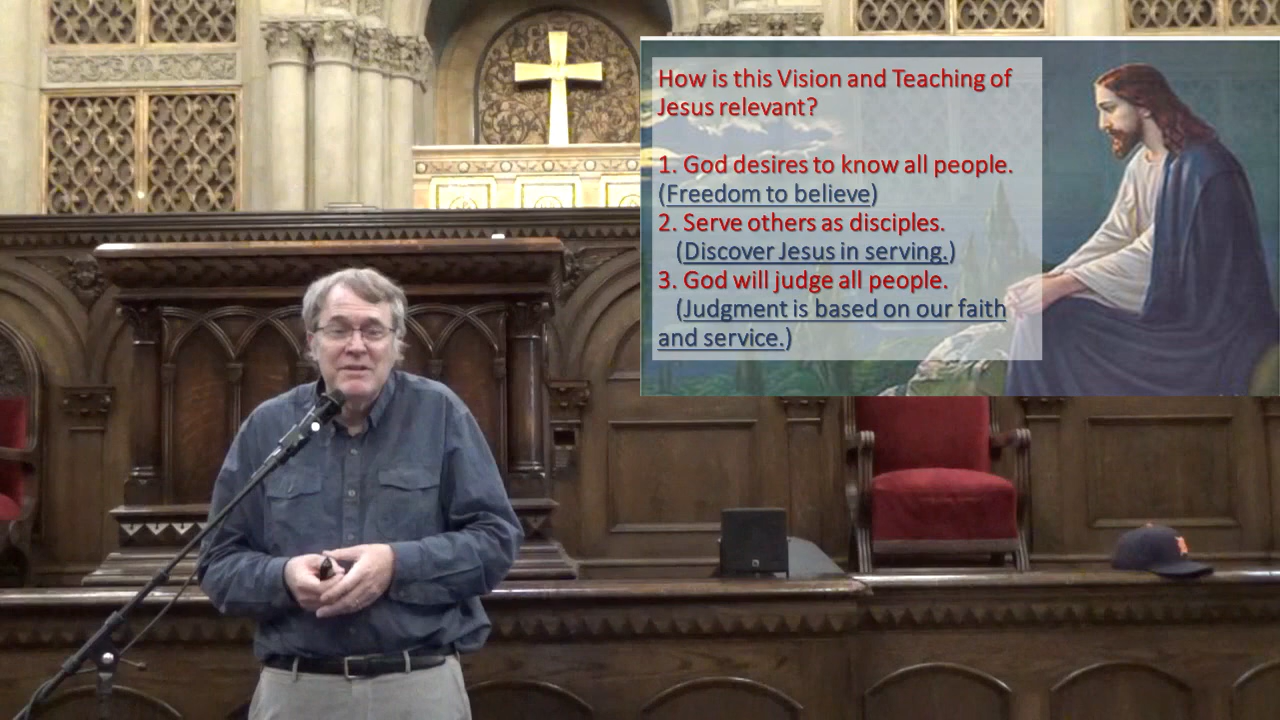 How is this Vision and Teaching of
Jesus relevant?
1. God desires to know all people.
(Freedom to believe)
2. Serve others as disciples.
(Discover Jesus in serving.)
3. God will judge all people.
(Judgment is based on our faith
and service.)